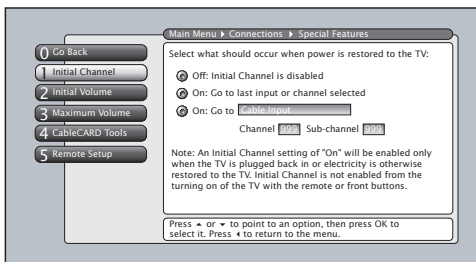 Main Menu ▸ Connections ▸ Special Features
0 Go Back
1 Initial Channel
2 Initial Volume
3 Maximum Volume
4 CableCARD Tools
5 Remote Setup
Select what should occur when power is restored to the TV:
Off: Initial Channel is disabled
On: Go to last input or channel selected
On: Go to Cable Input
Channel 999 Sub-channel 999
Note: An Initial Channel setting of "On" will be enabled only
when the TV is plugged back in or electricity is otherwise
restored to the TV. Initial Channel is not enabled from the
turning on of the TV with the remote or front buttons.
Press ▲ or ▼ to point to an option, then press OK to
select it. Press ◀ to return to the menu.